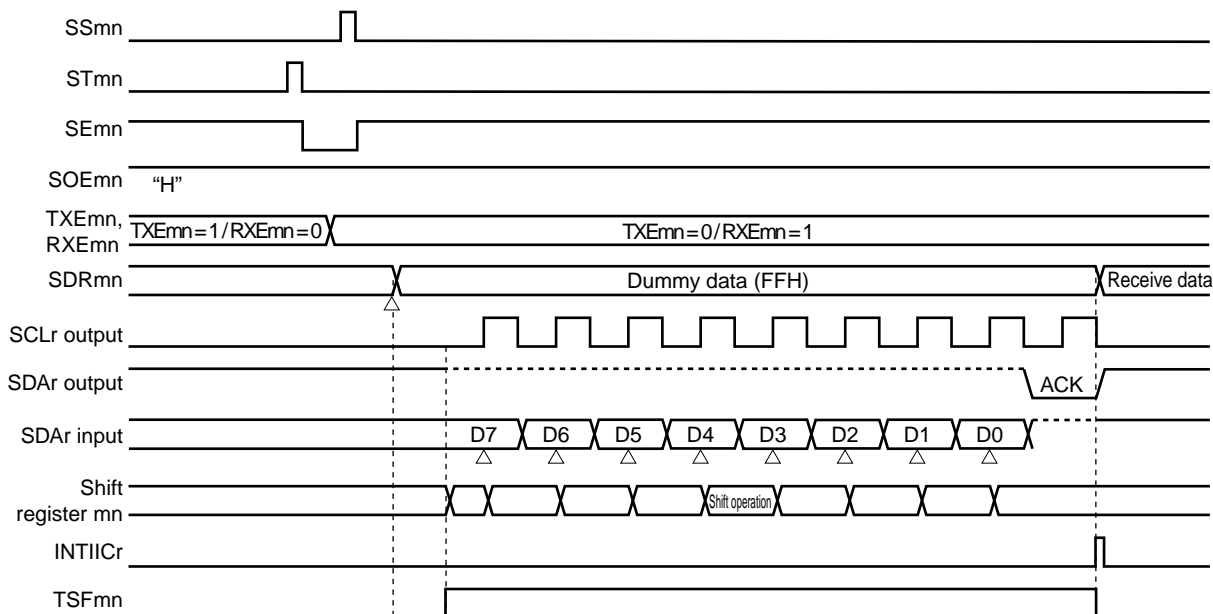 SSmn
STmn
SEmn
SOEmn “H”
TXEmn,
RXEmn TXEmn=1/RXEmn=0 TXEmn=0/RXEmn=1
SDRmn Dummy data (FFH) Receive data
SCLr output
SDAr output ACK
SDAr input D7 D6 D5 D4 D3 D2 D1 D0
Shift
register mn Shift operation
INTIICr
TSFmn